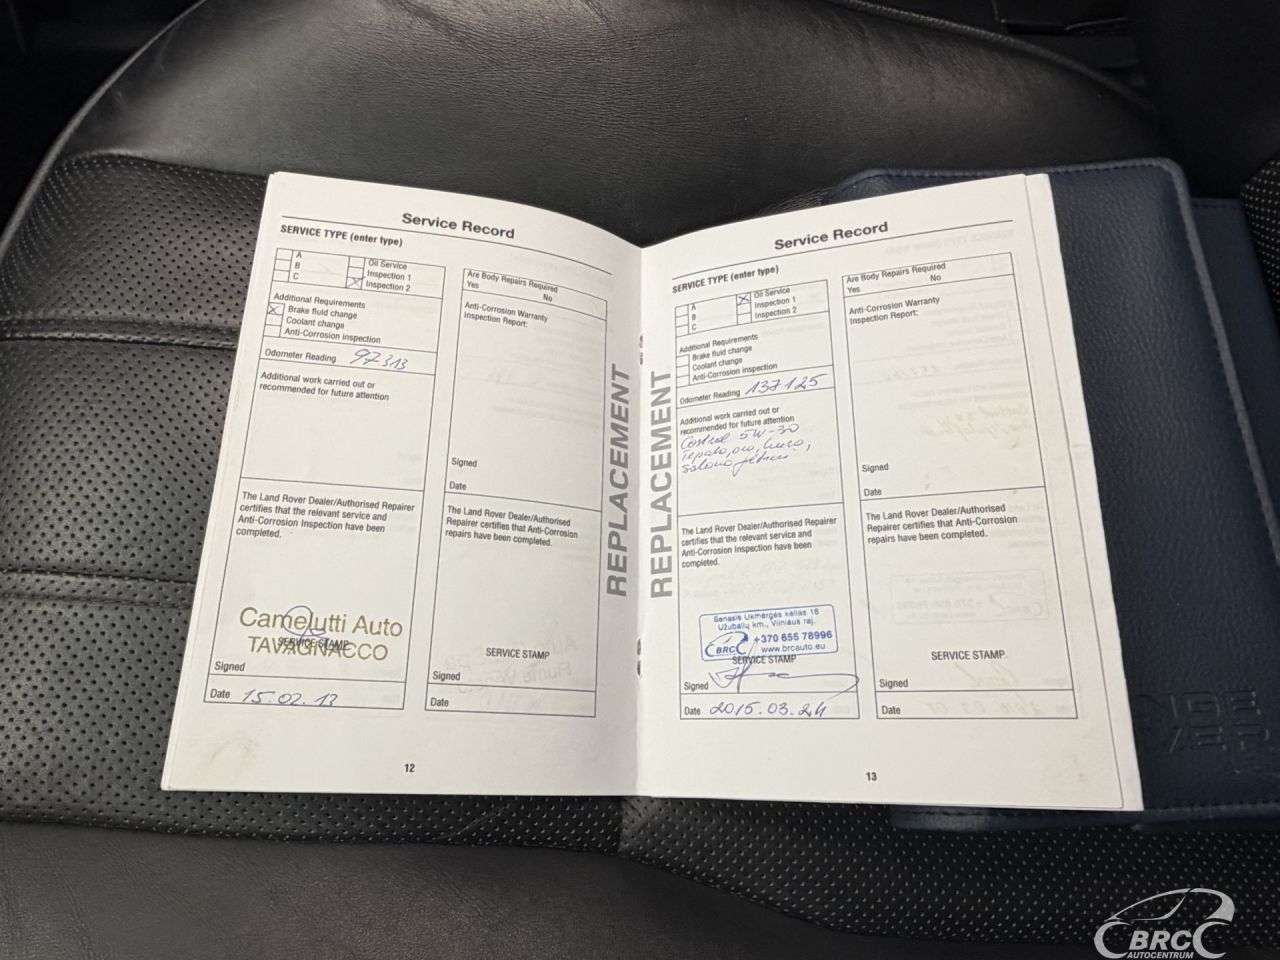 Service Record
SERVICE TYPE (enter type)
A
B
C
Oil Service
Inspection 1
Inspection 2
Additional Requirements
Brake fluid change
Coolant change
Anti-Corrosion inspection
Odometer Reading 97313
Additional work carried out or
recommended for future attention
The Land Rover Dealer/Authorised Repairer
certifies that the relevant service and
Anti-Corrosion Inspection have been
completed.
Camelutti Auto
SERVICE STAMP
TAVAGNACCO
Signed
Date 15.02.13
Are Body Repairs Required
Yes No
Anti-Corrosion Warranty
Inspection Report:
Signed
Date
The Land Rover Dealer/Authorised
Repairer certifies that Anti-Corrosion
repairs have been completed.
SERVICE STAMP
Signed
Date
REPLACEMENT
12
Service Record
SERVICE TYPE (enter type)
A
B
C
Oil Service
Inspection 1
Inspection 2
Additional Requirements
Brake fluid change
Coolant change
Anti-Corrosion inspection
Odometer Reading 137125
Additional work carried out or
recommended for future attention
5W-30
tepalo, oro, kuro,
salono
The Land Rover Dealer/Authorised Repairer
certifies that the relevant service and
Anti-Corrosion Inspection have been
completed.
Senasis Ukmergės kelias 18
Užubalių km., Vilniaus raj.
BRC +370 655 78996
www.brcauto.eu
SERVICE STAMP
Signed
Date 2015.03.24
Are Body Repairs Required
Yes No
Anti-Corrosion Warranty
Inspection Report:
Signed
Date
The Land Rover Dealer/Authorised
Repairer certifies that Anti-Corrosion
repairs have been completed.
SERVICE STAMP
Signed
Date
REPLACEMENT
13
BRC
AUTOCENTRUM